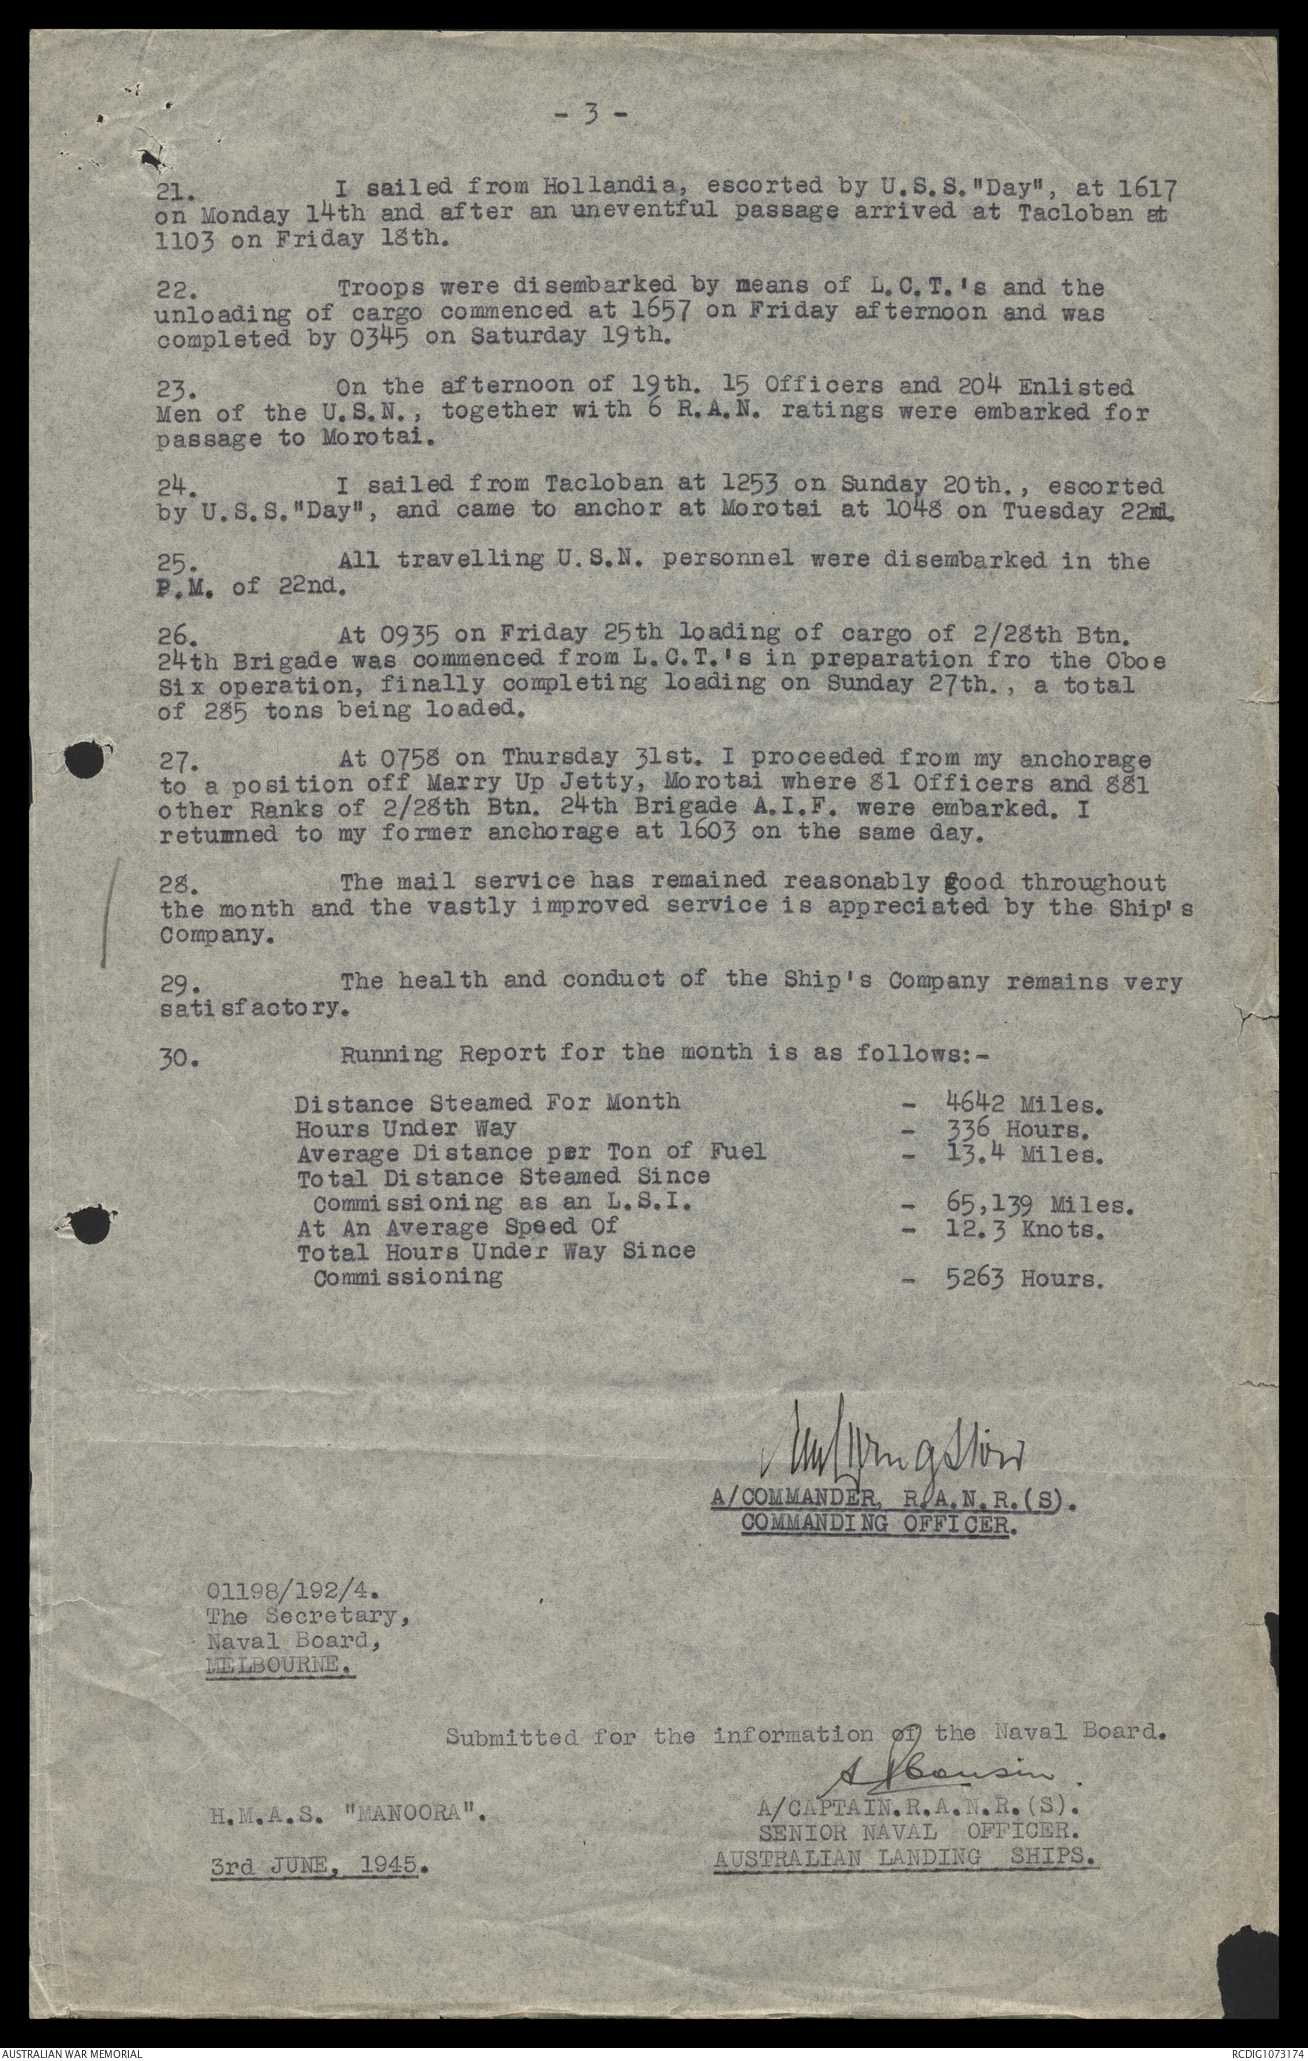 - 3 -
21. I sailed from Hollandia, escorted by U.S.S."Day", at 1617
on Monday 14th and after an uneventful passage arrived at Tacloban at
1103 on Friday 18th.
22. Troops were disembarked by means of L.C.T.'s and the
unloading of cargo commenced at 1657 on Friday afternoon and was
completed by 0345 on Saturday 19th.
23. On the afternoon of 19th. 15 Officers and 204 Enlisted
Men of the U.S.N., together with 6 R.A.N. ratings were embarked for
passage to Morotai.
24. I sailed from Tacloban at 1253 on Sunday 20th., escorted
by U.S.S."Day", and came to anchor at Morotai at 1048 on Tuesday 22nd.
25. All travelling U.S.N. personnel were disembarked in the
P.M. of 22nd.
26. At 0935 on Friday 25th loading of cargo of 2/28th Btn.
24th Brigade was commenced from L.C.T.'s in preparation fro the Oboe
Six operation, finally completing loading on Sunday 27th., a total
of 285 tons being loaded.
27. At 0758 on Thursday 31st. I proceeded from my anchorage
to a position off Marry Up Jetty, Morotai where 81 Officers and 881
other Ranks of 2/28th Btn. 24th Brigade A.I.F. were embarked. I
returned to my former anchorage at 1603 on the same day.
28. The mail service has remained reasonably good throughout
the month and the vastly improved service is appreciated by the Ship's
Company.
29. The health and conduct of the Ship's Company remains very
satisfactory.
30. Running Report for the month is as follows:-
Distance Steamed For Month - 4642 Miles.
Hours Under Way - 336 Hours.
Average Distance per Ton of Fuel - 13.4 Miles.
Total Distance Steamed Since
Commissioning as an L.S.I. - 65,139 Miles.
At An Average Speed Of - 12.3 Knots.
Total Hours Under Way Since
Commissioning - 5263 Hours.
A/COMMANDER, R.A.N.R.(S).
COMMANDING OFFICER.
01198/192/4.
The Secretary,
Naval Board,
MELBOURNE.
Submitted for the information of the Naval Board.
A Cousin
H.M.A.S. "MANOORA".
A/CAPTAIN.R.A.N.R.(S).
SENIOR NAVAL OFFICER.
3rd JUNE, 1945.
AUSTRALIAN LANDING SHIPS.
AUSTRALIAN WAR MEMORIAL
RCDIG1073174